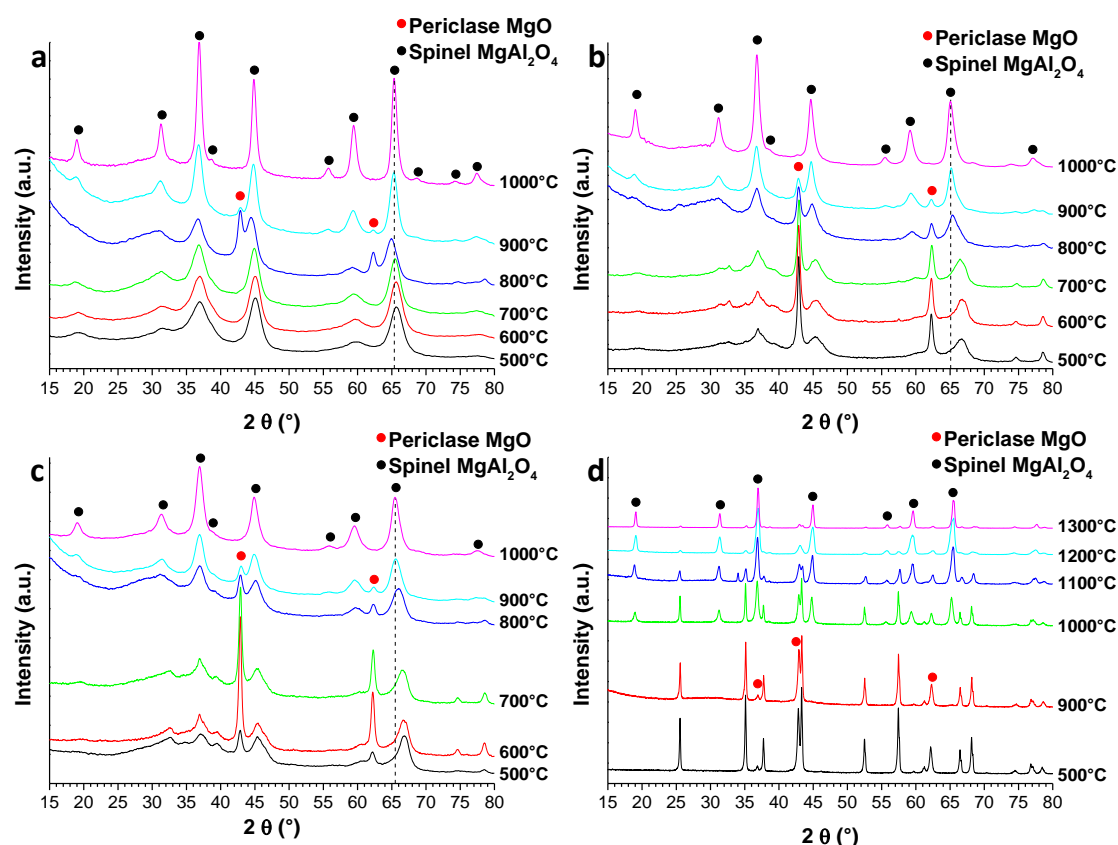 a
Periclase MgO
Spinel MgAl₂O₄
1000°C
900°C
800°C
700°C
600°C
500°C
Intensity (a.u.)
15 20 25 30 35 40 45 50 55 60 65 70 75 80
2 θ (°)
b
Periclase MgO
Spinel MgAl₂O₄
1000°C
900°C
800°C
700°C
600°C
500°C
Intensity (a.u.)
15 20 25 30 35 40 45 50 55 60 65 70 75 80
2 θ (°)
c
Periclase MgO
Spinel MgAl₂O₄
1000°C
900°C
800°C
700°C
600°C
500°C
Intensity (a.u.)
15 20 25 30 35 40 45 50 55 60 65 70 75 80
2 θ (°)
d
Periclase MgO
Spinel MgAl₂O₄
1300°C
1200°C
1100°C
1000°C
900°C
500°C
Intensity (a.u.)
15 20 25 30 35 40 45 50 55 60 65 70 75 80
2 θ (°)